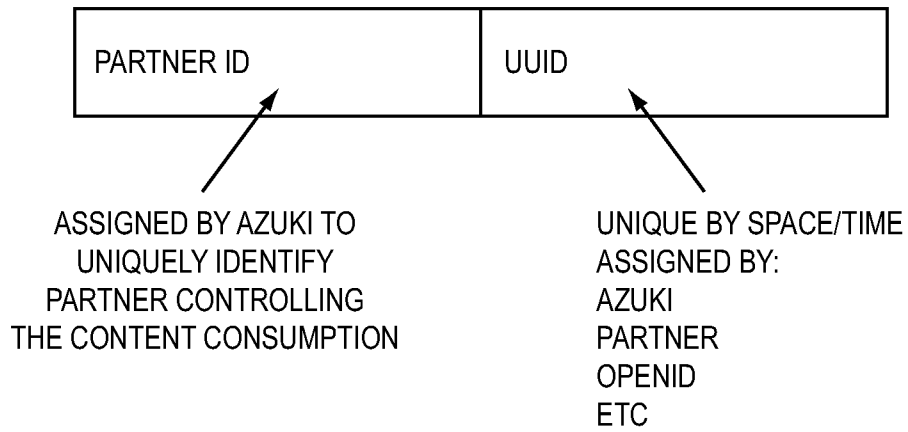 PARTNER ID
UUID
ASSIGNED BY AZUKI TO
UNIQUELY IDENTIFY
PARTNER CONTROLLING
THE CONTENT CONSUMPTION
UNIQUE BY SPACE/TIME
ASSIGNED BY:
AZUKI
PARTNER
OPENID
ETC